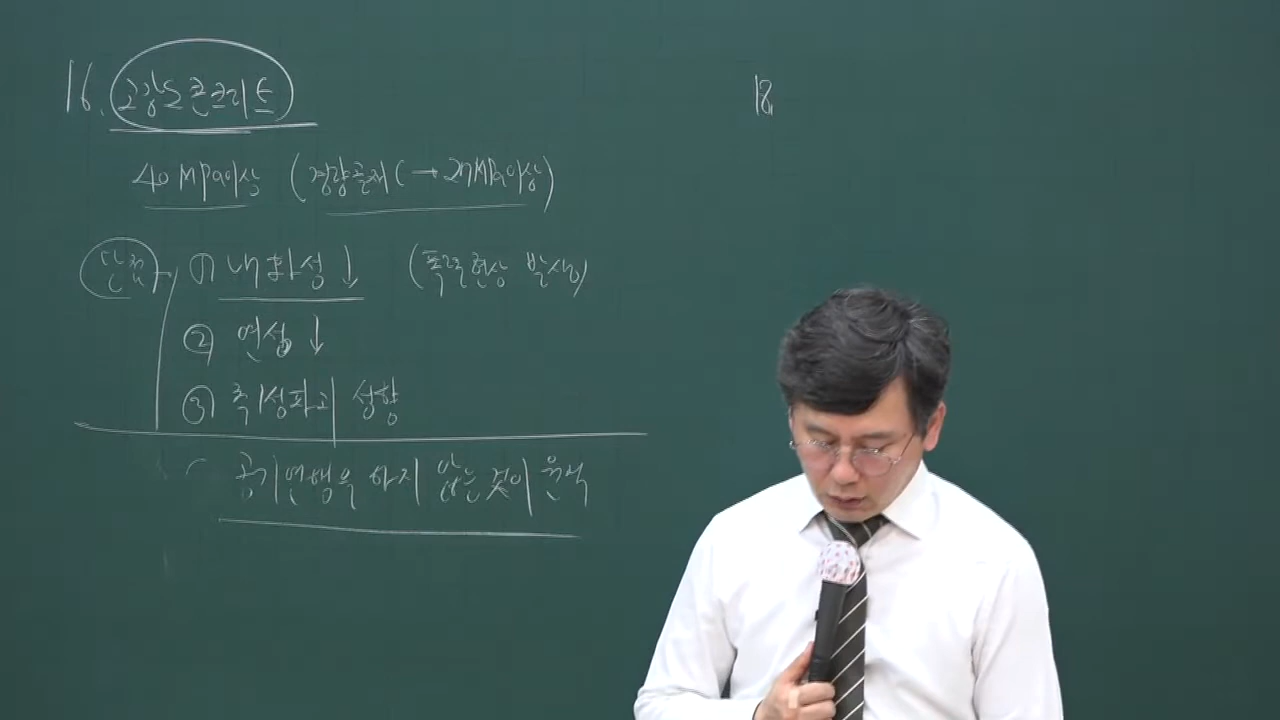 16. 고강도콘크리트
40MPa이상 (경량골재C → 27MPa이상)
단점 ① 내화성 ↓ (폭렬현상 발생)
② 연성 ↓
③ 취성파괴 성향
공기연행을 하지 않는 것이 원칙
18.